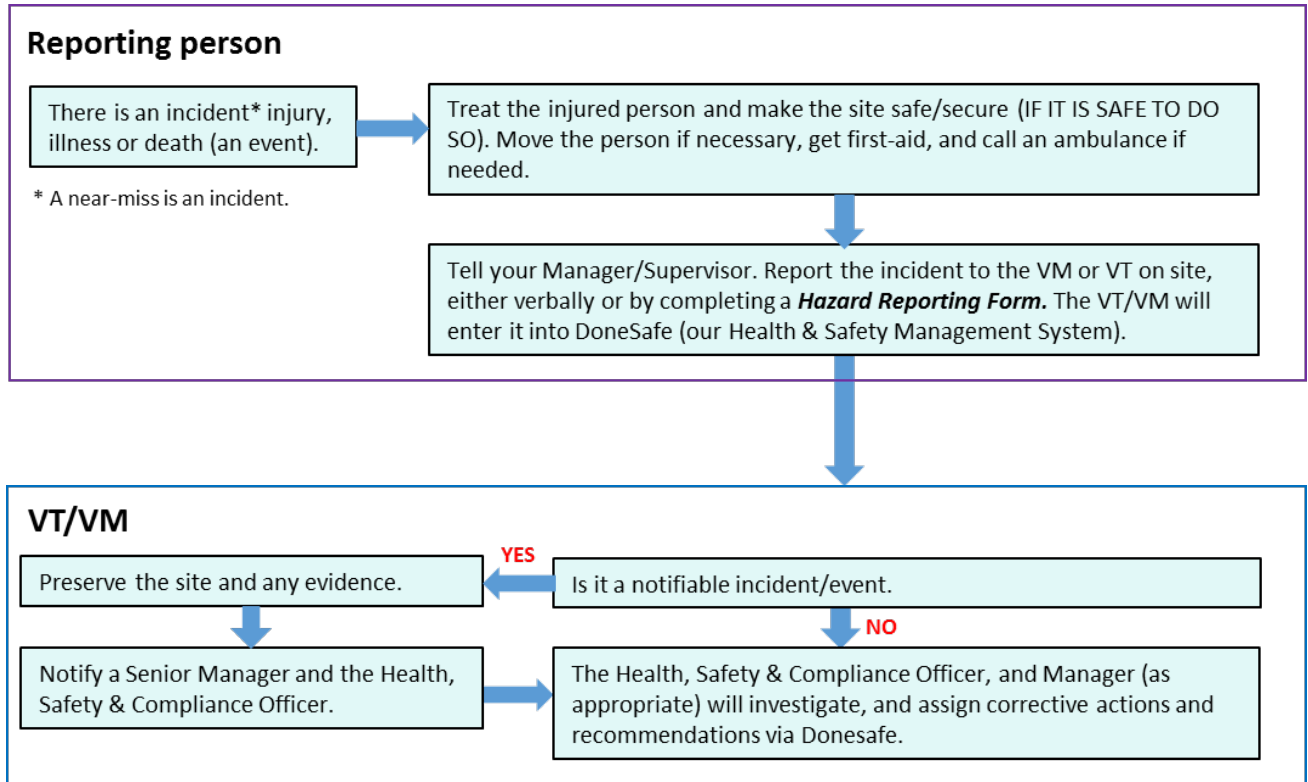 Reporting person
There is an incident* injury,
illness or death (an event).
* A near-miss is an incident.
Treat the injured person and make the site safe/secure (IF IT IS SAFE TO DO
SO). Move the person if necessary, get first-aid, and call an ambulance if
needed.
Tell your Manager/Supervisor. Report the incident to the VM or VT on site,
either verbally or by completing a Hazard Reporting Form. The VT/VM will
enter it into DoneSafe (our Health & Safety Management System).
VT/VM
Is it a notifiable incident/event.
YES
Preserve the site and any evidence.
Notify a Senior Manager and the Health,
Safety & Compliance Officer.
NO
The Health, Safety & Compliance Officer, and Manager (as
appropriate) will investigate, and assign corrective actions and
recommendations via Donesafe.